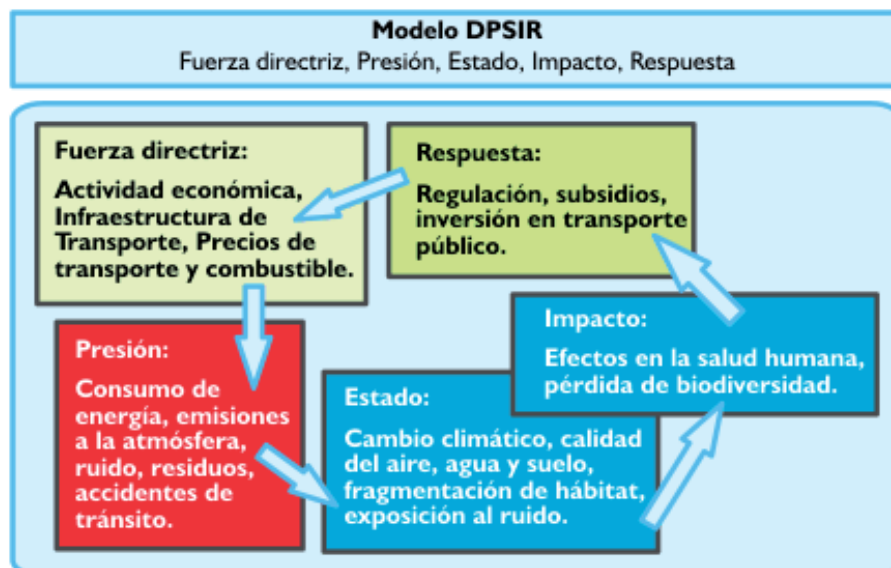 Modelo DPSIR
Fuerza directriz, Presión, Estado, Impacto, Respuesta
Fuerza directriz:
Actividad económica,
Infraestructura de
Transporte, Precios de
transporte y combustible.
Respuesta:
Regulación, subsidios,
inversión en transporte
público.
Presión:
Consumo de
energía, emisiones
a la atmósfera,
ruido, residuos,
accidentes de
tránsito.
Estado:
Cambio climático, calidad
del aire, agua y suelo,
fragmentación de hábitat,
exposición al ruido.
Impacto:
Efectos en la salud humana,
pérdida de biodiversidad.